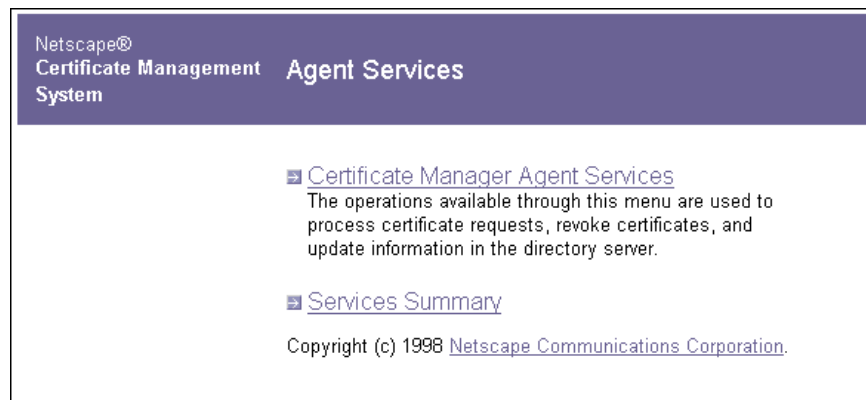 Netscape®
Certificate Management
System
Agent Services
Certificate Manager Agent Services
The operations available through this menu are used to
process certificate requests, revoke certificates, and
update information in the directory server.
Services Summary
Copyright (c) 1998 Netscape Communications Corporation.